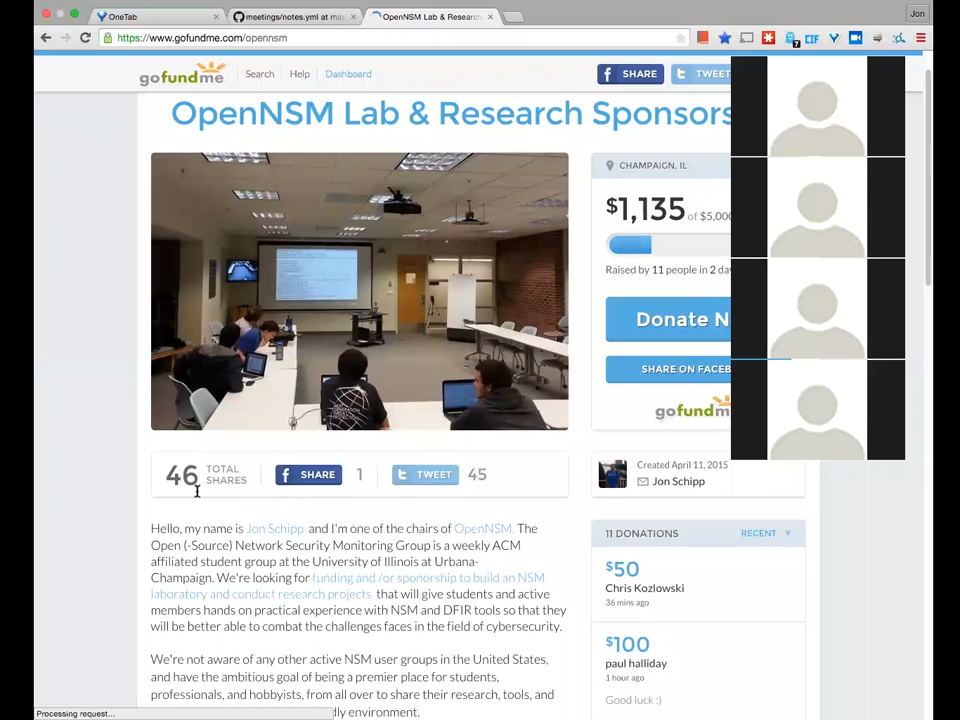 OneTab
meetings/notes.yml at ma
OpenNSM Lab & Research
Jon
https://www.gofundme.com/opennsm
CIF
7
gofundme
Search
Help
Dashboard
SHARE
TWEET
OpenNSM Lab & Research Sponsors
CHAMPAIGN, IL
$1,135 of $5,000
Raised by 11 people in 2 da
Donate N
SHARE ON FACEB
gofundm
46 TOTAL SHARES
SHARE
1
TWEET
45
Created April 11, 2015
Jon Schipp
Hello, my name is Jon Schipp and I'm one of the chairs of OpenNSM. The
Open (-Source) Network Security Monitoring Group is a weekly ACM
affiliated student group at the University of Illinois at Urbana-
Champaign. We're looking for funding and /or sponorship to build an NSM
laboratory and conduct research projects that will give students and active
members hands on practical experience with NSM and DFIR tools so that they
will be better able to combat the challenges faces in the field of cybersecurity.
We're not aware of any other active NSM user groups in the United States,
and have the ambitious goal of being a premier place for students,
professionals, and hobbyists, from all over to share their research, tools, and
dly environment.
11 DONATIONS
RECENT
$50
Chris Kozlowski
36 mins ago
$100
paul halliday
1 hour ago
Good luck :)
Processing request...